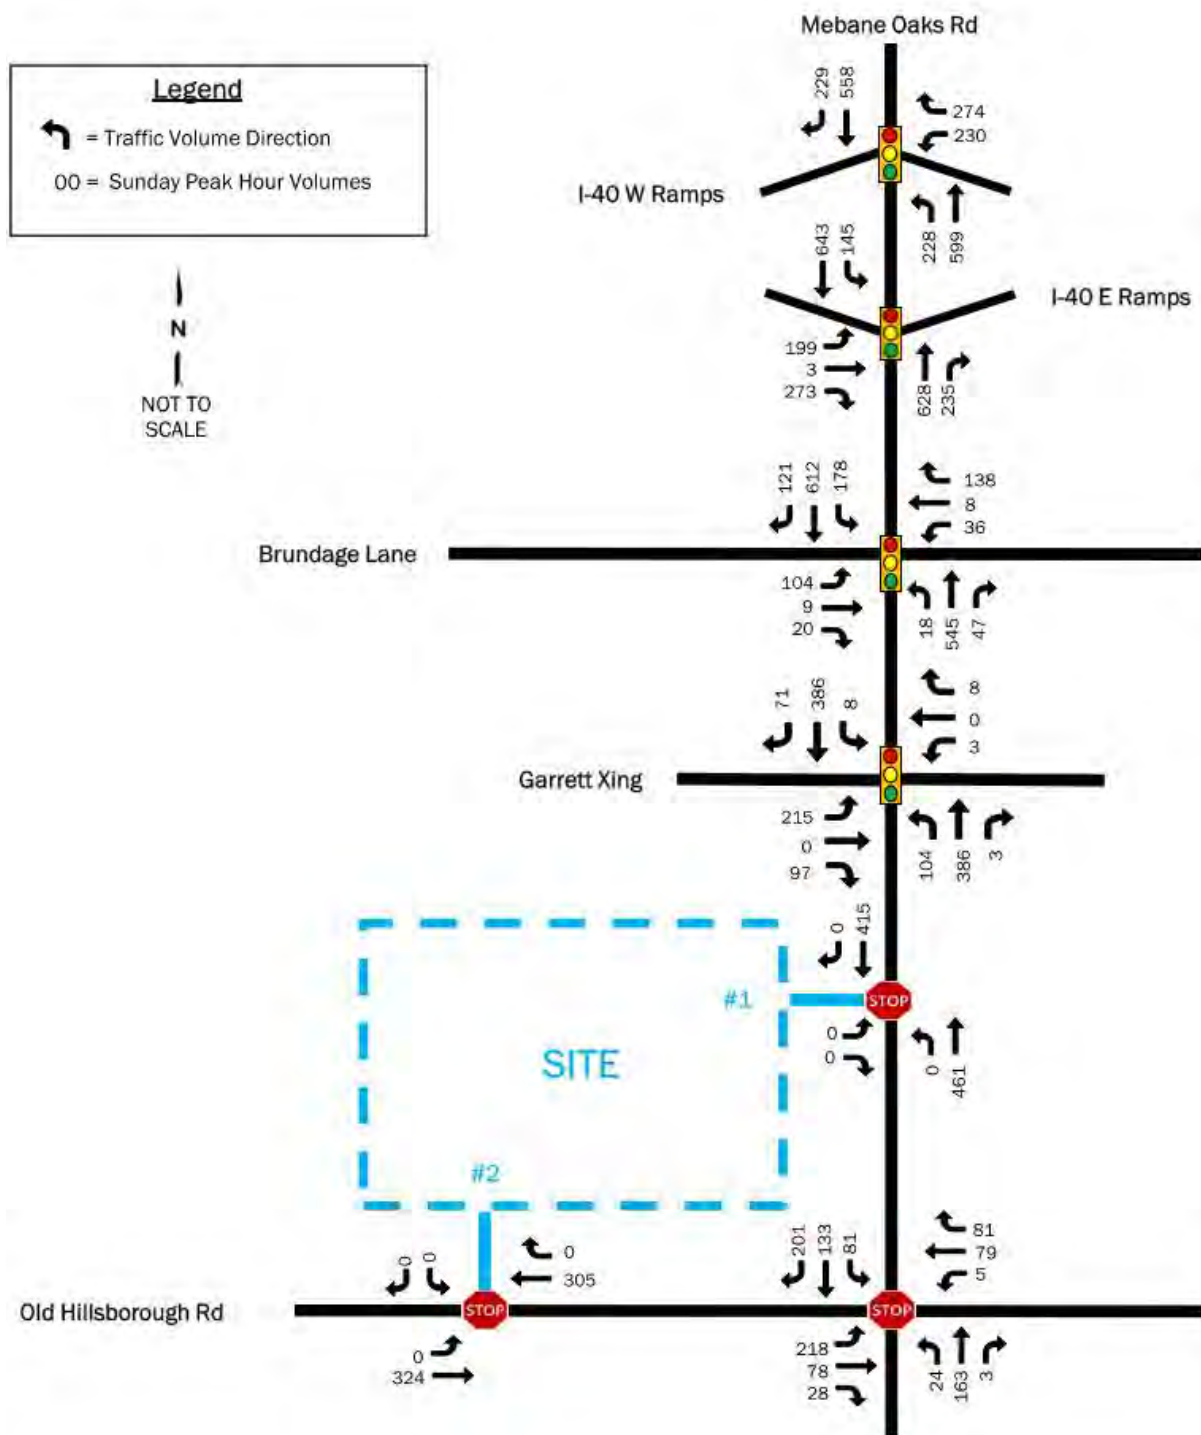 Mebane Oaks Rd
Legend
= Traffic Volume Direction
00 = Sunday Peak Hour Volumes
229 558
274
230
I-40 W Ramps
228 599
643 145
I-40 E Ramps
N
NOT TO
SCALE
199
3
273
628 235
121 612 178
138
8
36
Brundage Lane
104
9
20
18 545 47
71 386 8
8
0
3
Garrett Xing
215
0
97
104 386 3
0 415
#1
STOP
SITE
0
0
0 461
#2
0 0
0
305
201 133 81
81
79
5
Old Hillsborough Rd
STOP
STOP
0
324
218
78
28
24 163 3